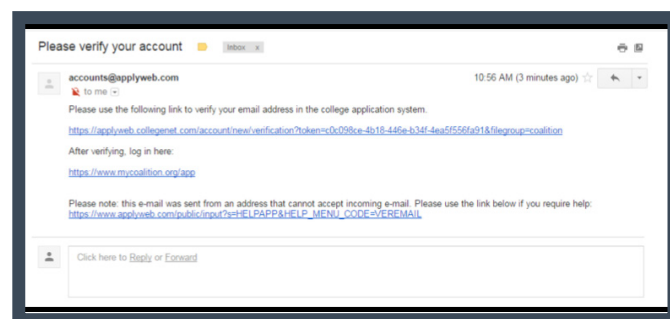 Please verify your account
Inbox x
accounts@applyweb.com
10:56 AM (3 minutes ago)
to me
Please use the following link to verify your email address in the college application system.
https://applyweb.collegenet.com/account/new/verification?token=c0c098ce-4b18-446e-b34f-4ea5f556fa91&filegroup=coalition
After verifying, log in here:
https://www.mycoalition.org/app
Please note: this e-mail was sent from an address that cannot accept incoming e-mail. Please use the link below if you require help:
https://www.applyweb.com/public/input?s=HELPAPP&HELP_MENU_CODE=VEREMAIL
Click here to Reply or Forward